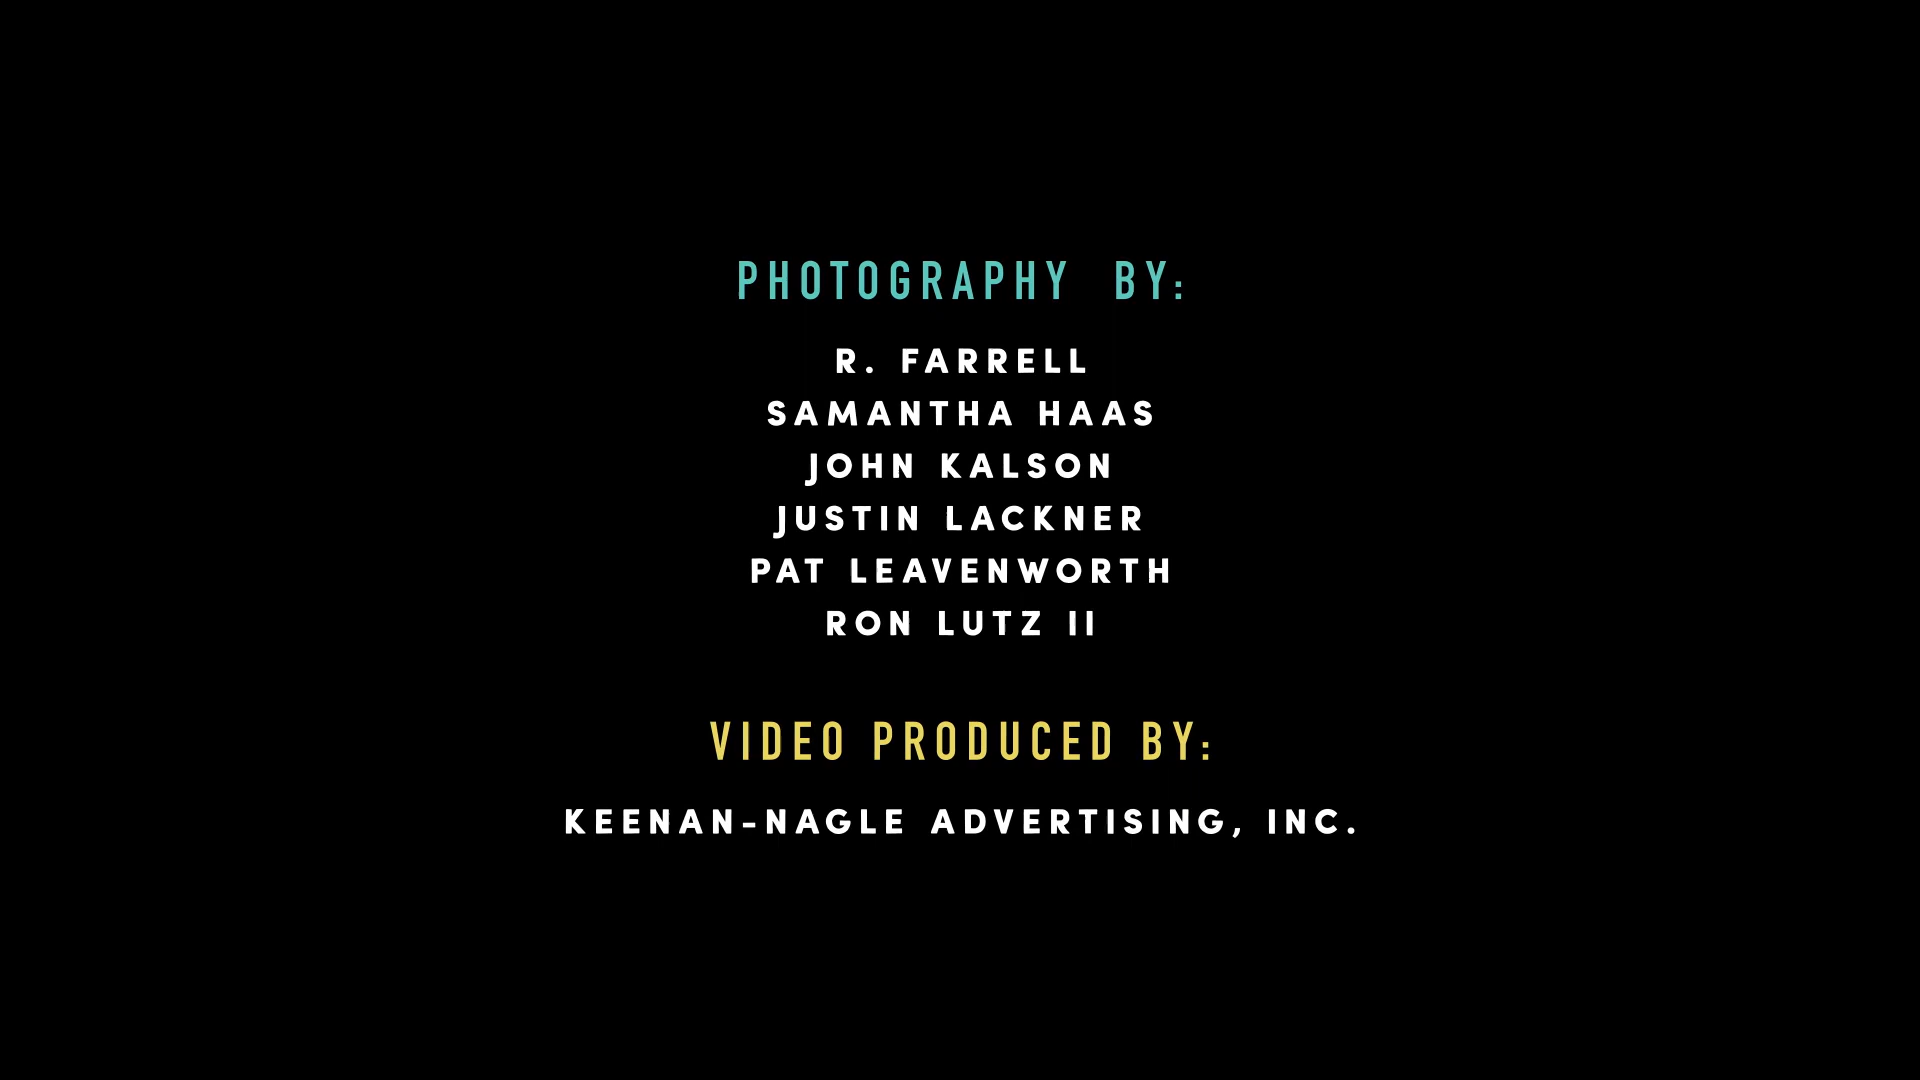 PHOTOGRAPHY BY:
R. FARRELL
SAMANTHA HAAS
JOHN KALSON
JUSTIN LACKNER
PAT LEAVENWORTH
RON LUTZ II
VIDEO PRODUCED BY:
KEENAN-NAGLE ADVERTISING, INC.